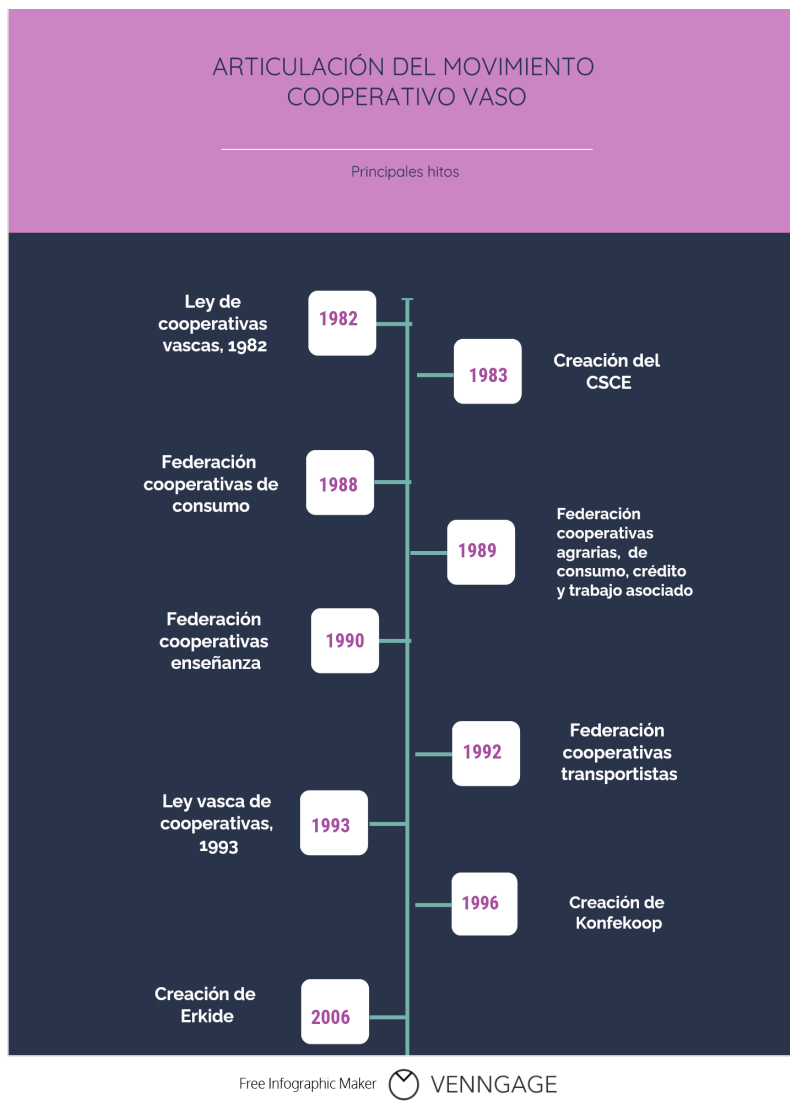 ARTICULACIÓN DEL MOVIMIENTO
COOPERATIVO VASO
Principales hitos
Ley de
cooperativas
vascas, 1982
1982
1983
Creación del
CSCE
Federación
cooperativas de
consumo
1988
1989
Federación
cooperativas
agrarias, de
consumo, crédito
y trabajo asociado
Federación
cooperativas
enseñanza
1990
1992
Federación
cooperativas
transportistas
Ley vasca de
cooperativas,
1993
1993
1996
Creación de
Konfekoop
Creación de
Erkide
2006
Free Infographic Maker VENNGAGE